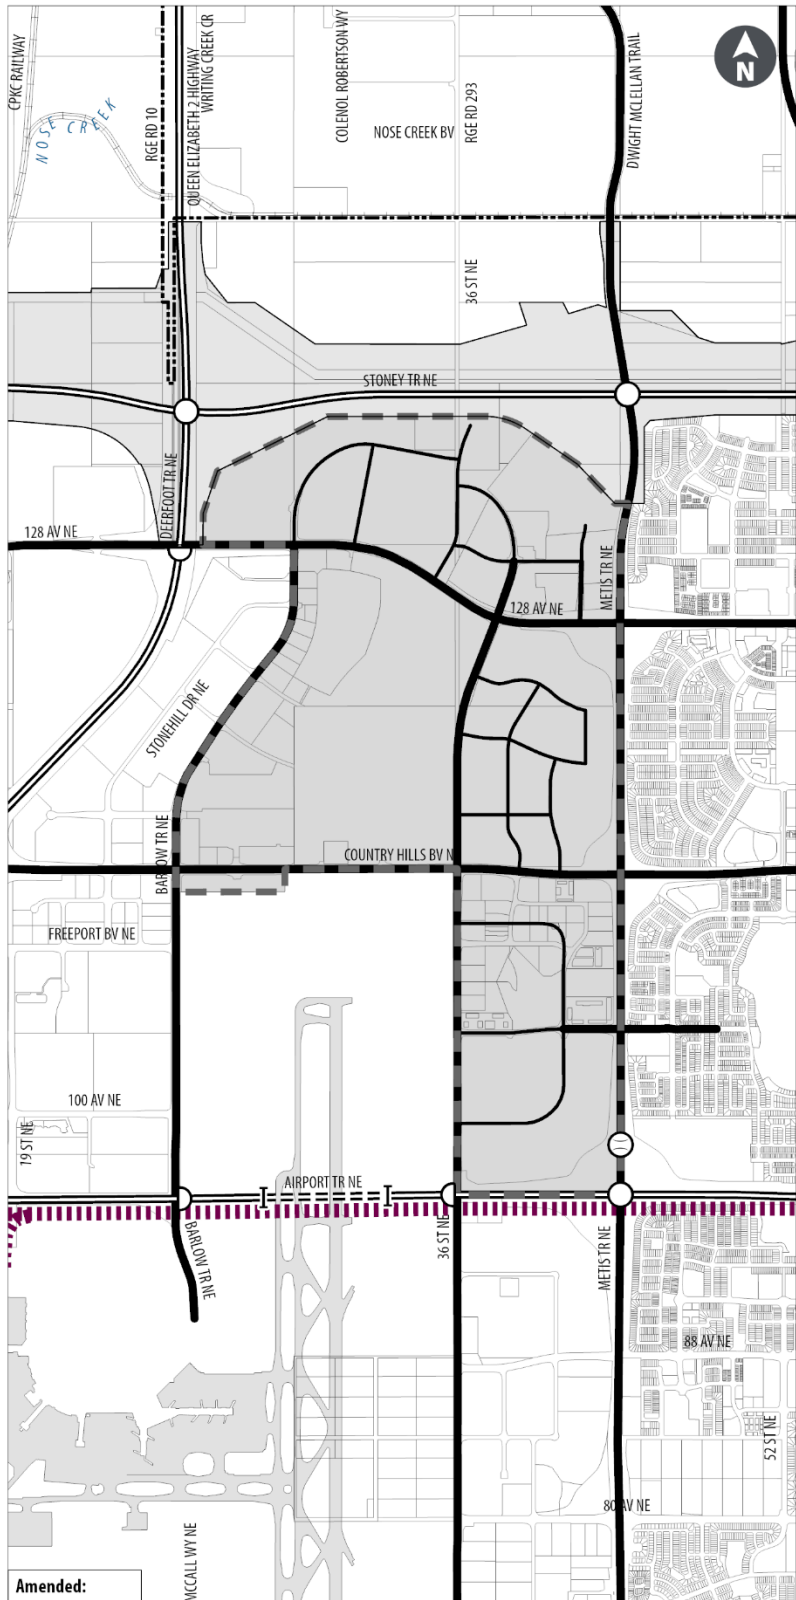 CPKC RAILWAY
NOSE CREEK
RGE RD 10
QUEEN ELIZABETH 2 HIGHWAY
WRITING CREEK CR
COLENOL ROBERTSON WY
NOSE CREEK BV
RGE RD 293
DWIGHT MCLELLAN TRAIL
N
36 ST NE
STONEY TR NE
DEERFOOT TR NE
128 AV NE
METIS TR NE
128 AV NE
STONEHILL DR NE
BARLOW TR NE
COUNTRY HILLS BV N
FREEPORT BV NE
100 AV NE
19 ST NE
AIRPORT TR NE
BARLOW TR NE
36 ST NE
METIS TR NE
88 AV NE
52 ST NE
80 AV NE
MCCALL WY NE
Amended: